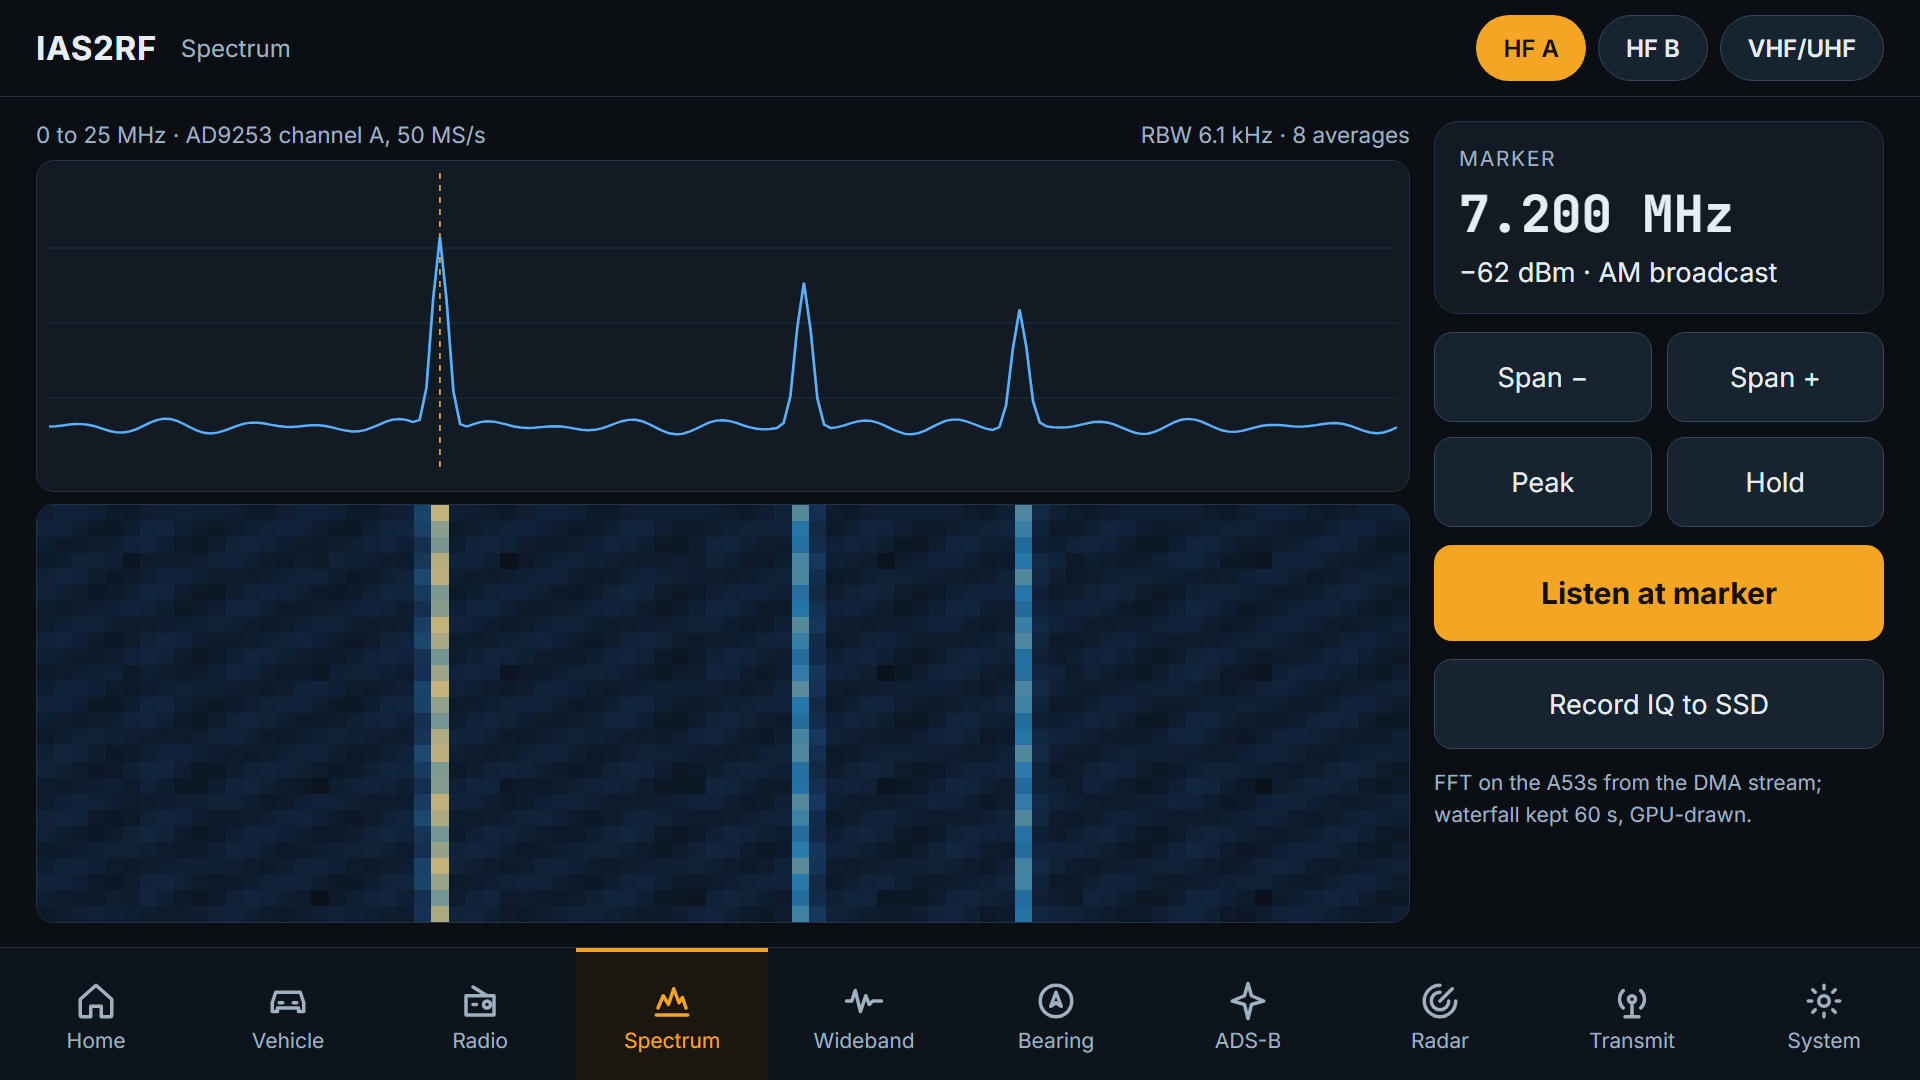 IAS2RF Spectrum HF A HF B VHF/UHF
0 to 25 MHz · AD9253 channel A, 50 MS/s RBW 6.1 kHz · 8 averages
MARKER
7.200 MHz
−62 dBm · AM broadcast
Span − Span +
Peak Hold
Listen at marker
Record IQ to SSD
FFT on the A53s from the DMA stream;
waterfall kept 60 s, GPU-drawn.
Home Vehicle Radio Spectrum Wideband Bearing ADS-B Radar Transmit System